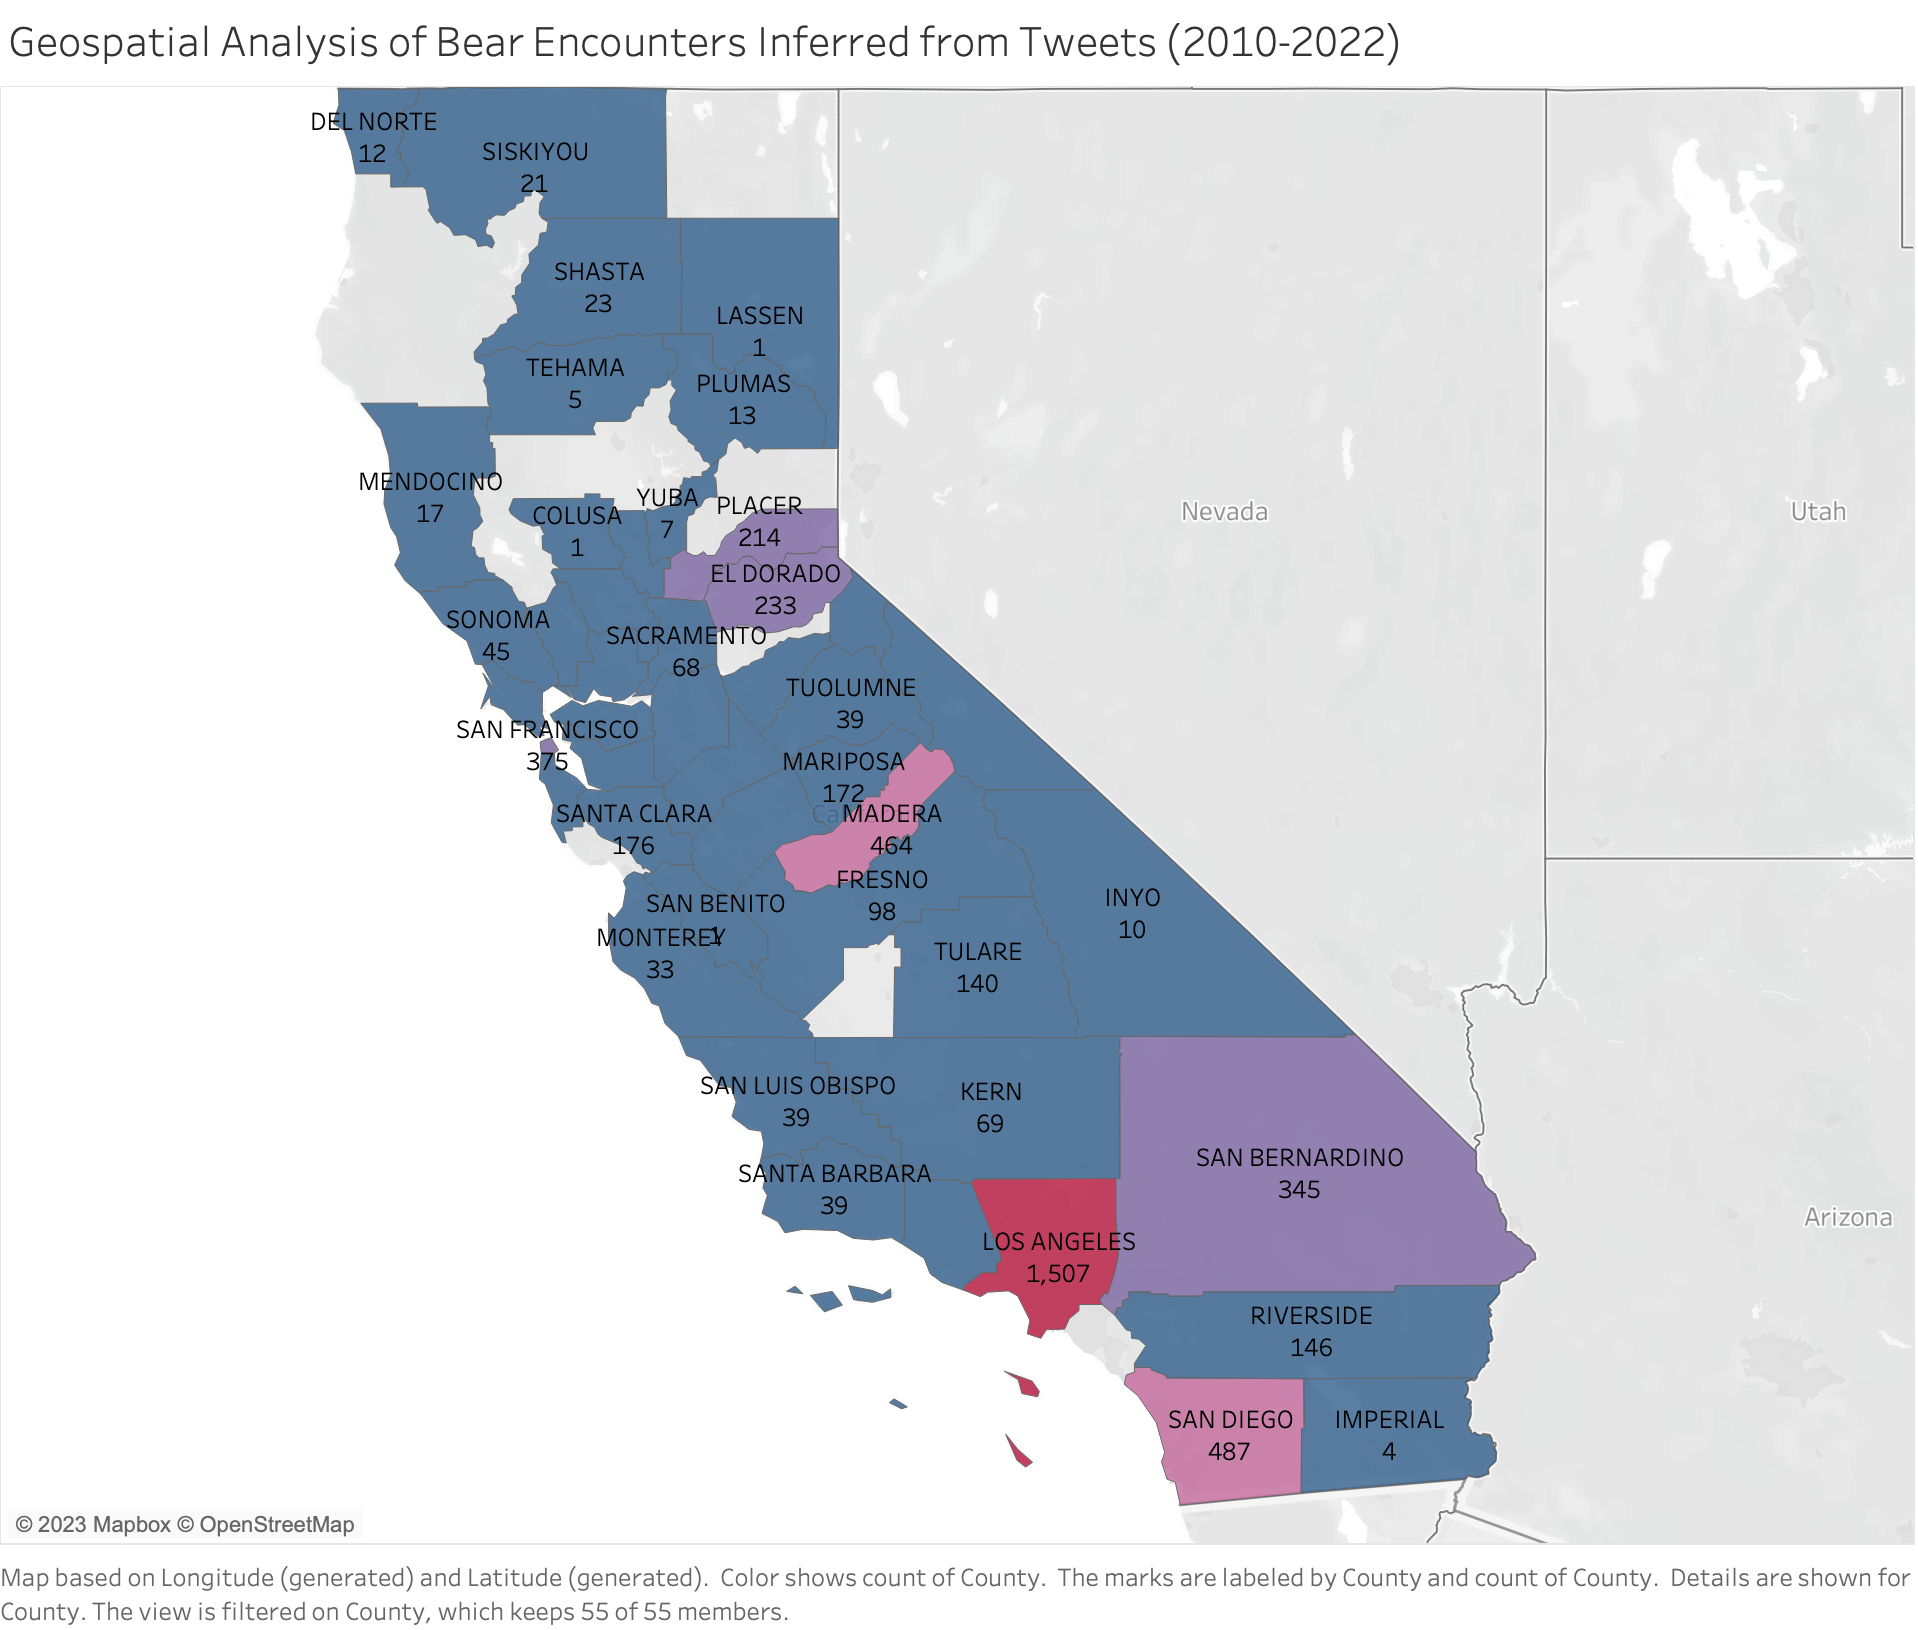 Geospatial Analysis of Bear Encounters Inferred from Tweets (2010-2022)
DEL NORTE
12
SISKIYOU
21
SHASTA
23
LASSEN
1
TEHAMA
5
PLUMAS
13
MENDOCINO
17
YUBA
7
COLUSA
1
PLACER
214
EL DORADO
233
SONOMA
45
SACRAMENTO
68
TUOLUMNE
39
SAN FRANCISCO
375
MARIPOSA
172
SANTA CLARA
176
MADERA
464
FRESNO
98
SAN BENITO
1
MONTEREY
33
TULARE
140
INYO
10
SAN LUIS OBISPO
39
KERN
69
SANTA BARBARA
39
SAN BERNARDINO
345
LOS ANGELES
1,507
RIVERSIDE
146
SAN DIEGO
487
IMPERIAL
4
Nevada
Utah
Arizona
© 2023 Mapbox © OpenStreetMap
Map based on Longitude (generated) and Latitude (generated).  Color shows count of County.  The marks are labeled by County and count of County.  Details are shown for
County. The view is filtered on County, which keeps 55 of 55 members.